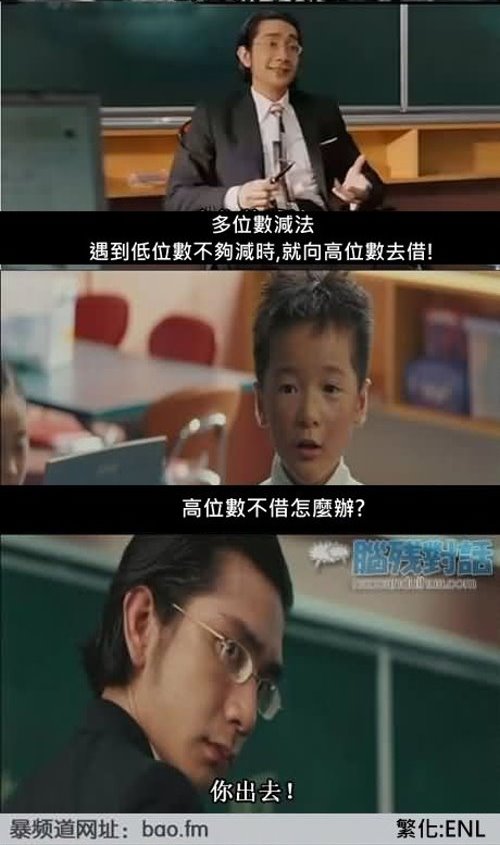 多位數減法
遇到低位數不夠減時,就向高位數去借!
高位數不借怎麼辦?
腦残對話
你出去!
暴频道网址：bao.fm
繁化:ENL